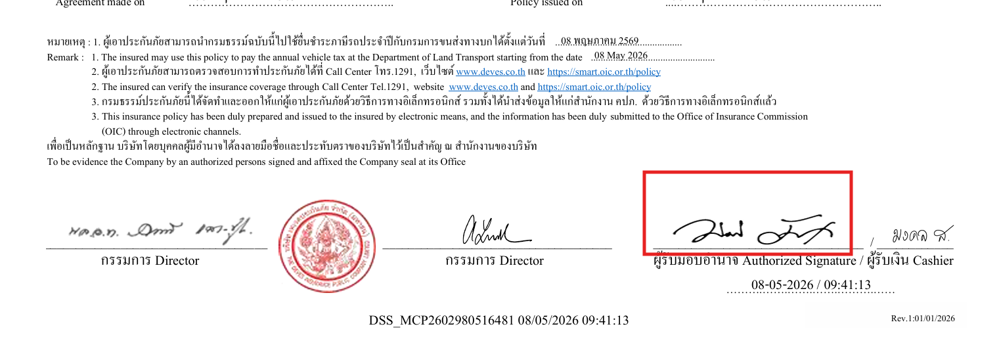 Agreement made on Policy issued on
หมายเหตุ : 1. ผู้เอาประกันภัยสามารถนำกรมธรรม์ฉบับนี้ไปใช้ยื่นชำระภาษีรถประจำปีกับกรมการขนส่งทางบกได้ตั้งแต่วันที่ 08 พฤษภาคม 2569
Remark : 1. The insured may use this policy to pay the annual vehicle tax at the Department of Land Transport starting from the date 08 May 2026
2. ผู้เอาประกันภัยสามารถตรวจสอบการทำประกันภัยได้ที่ Call Center โทร.1291, เว็บไซต์ www.deves.co.th และ https://smart.oic.or.th/policy
2. The insured can verify the insurance coverage through Call Center Tel.1291, website www.deves.co.th and https://smart.oic.or.th/policy
3. กรมธรรม์ประกันภัยนี้ได้จัดทำและออกให้แก่ผู้เอาประกันภัยด้วยวิธีการทางอิเล็กทรอนิกส์ รวมทั้งได้นำส่งข้อมูลให้แก่สำนักงาน คปภ. ด้วยวิธีการทางอิเล็กทรอนิกส์แล้ว
3. This insurance policy has been duly prepared and issued to the insured by electronic means, and the information has been duly submitted to the Office of Insurance Commission
(OIC) through electronic channels.
เพื่อเป็นหลักฐาน บริษัทโดยบุคคลผู้มีอำนาจได้ลงลายมือชื่อและประทับตราของบริษัทไว้เป็นสำคัญ ณ สำนักงานของบริษัท
To be evidence the Company by an authorized persons signed and affixed the Company seal at its Office
THE DEVES INSURANCE PUBLIC COMPANY LIMITED
/ มงคล ส.
กรรมการ Director กรรมการ Director ผู้รับมอบอำนาจ Authorized Signature / ผู้รับเงิน Cashier
08-05-2026 / 09:41:13
DSS_MCP2602980516481 08/05/2026 09:41:13
Rev.1:01/01/2026